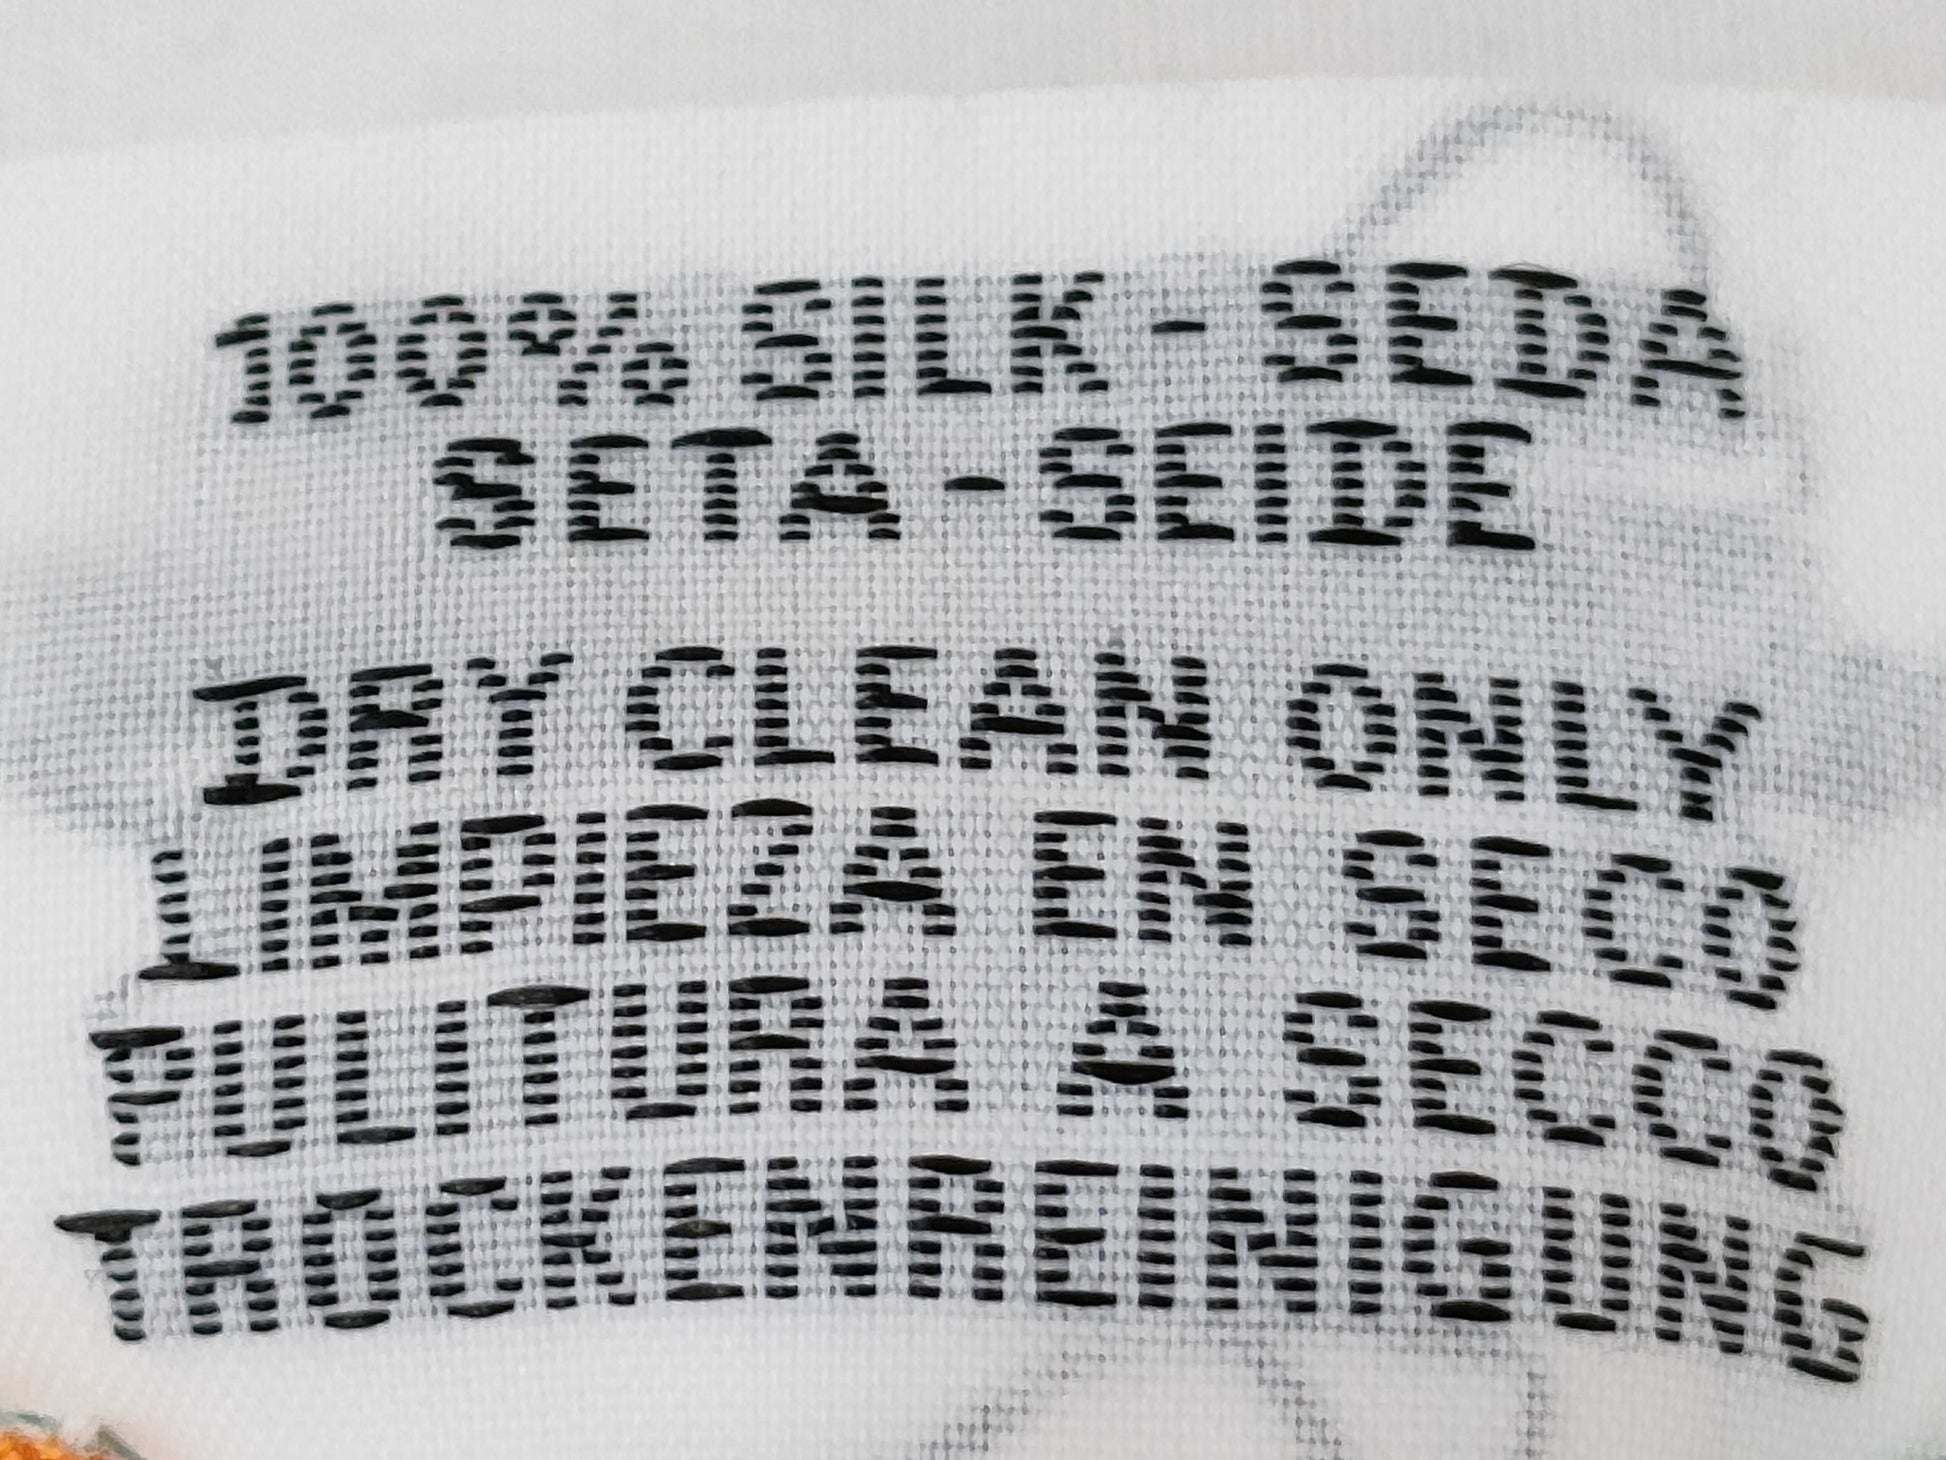 100% SILK - SEDA
SETA - SEIDE
DRY CLEAN ONLY
LIMPIEZA EN SECO
PULITURA A SECCO
TROCKENREINIGUNG